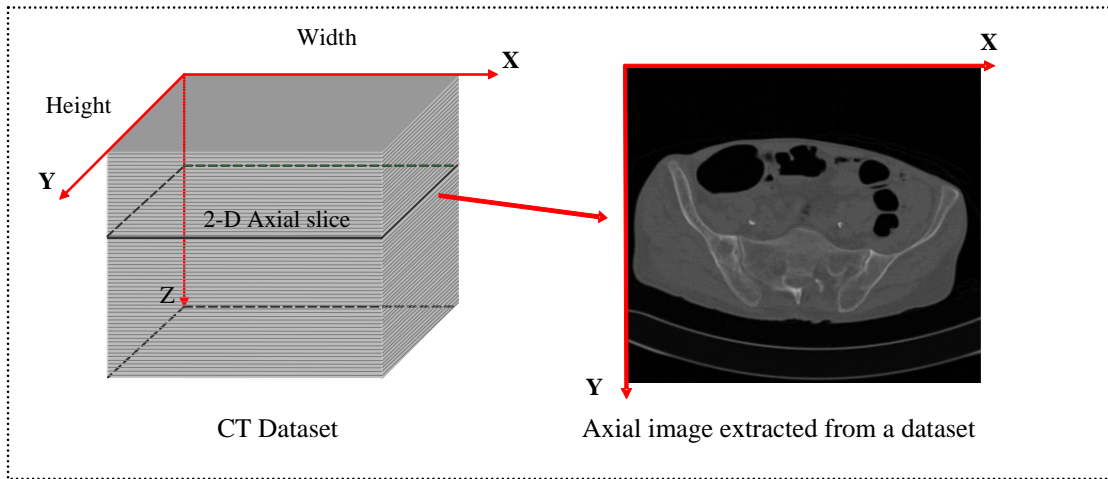 Width
X
Height
Y
2-D Axial slice
Z
CT Dataset
X
Y
Axial image extracted from a dataset